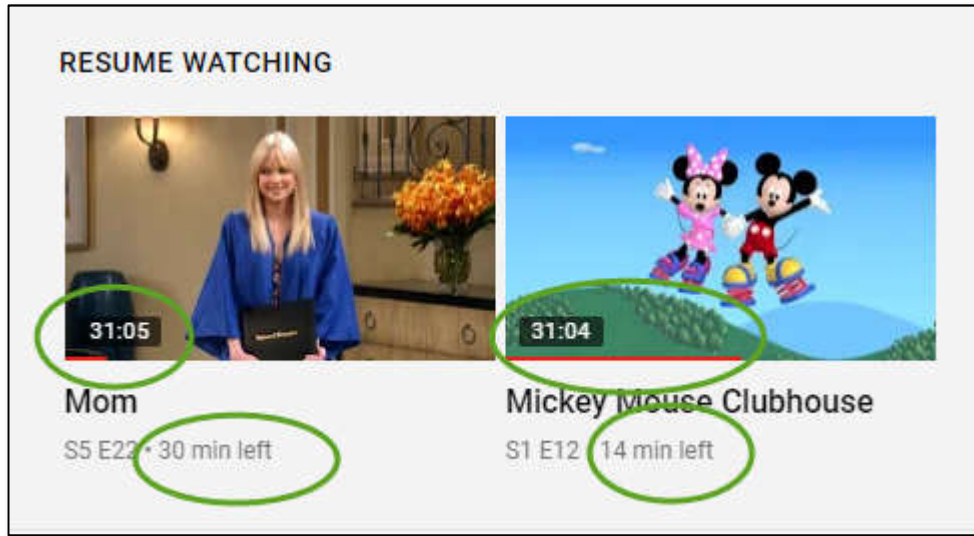 RESUME WATCHING
31:05
31:04
Mom
Mickey Mouse Clubhouse
S5 E22 • 30 min left
S1 E12 • 14 min left